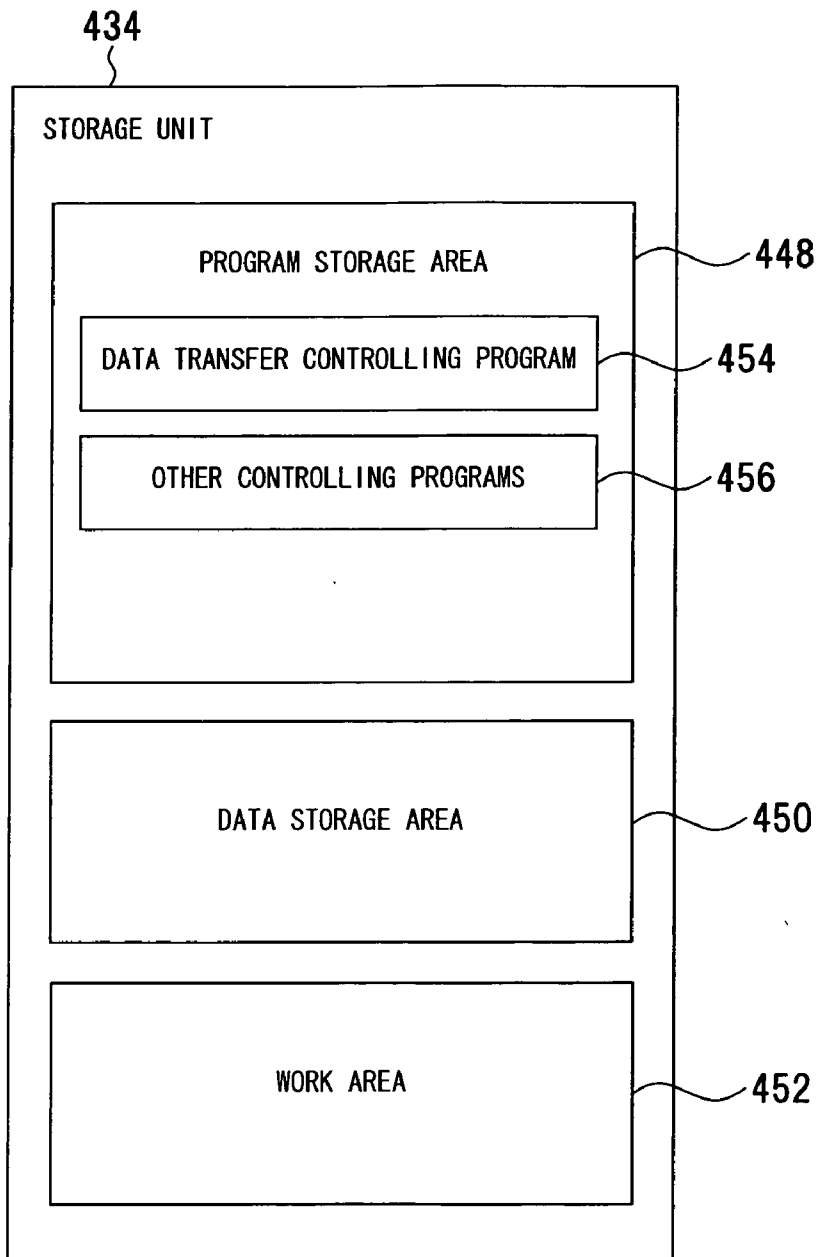 434
STORAGE UNIT
PROGRAM STORAGE AREA
448
DATA TRANSFER CONTROLLING PROGRAM
454
OTHER CONTROLLING PROGRAMS
456
DATA STORAGE AREA
450
WORK AREA
452